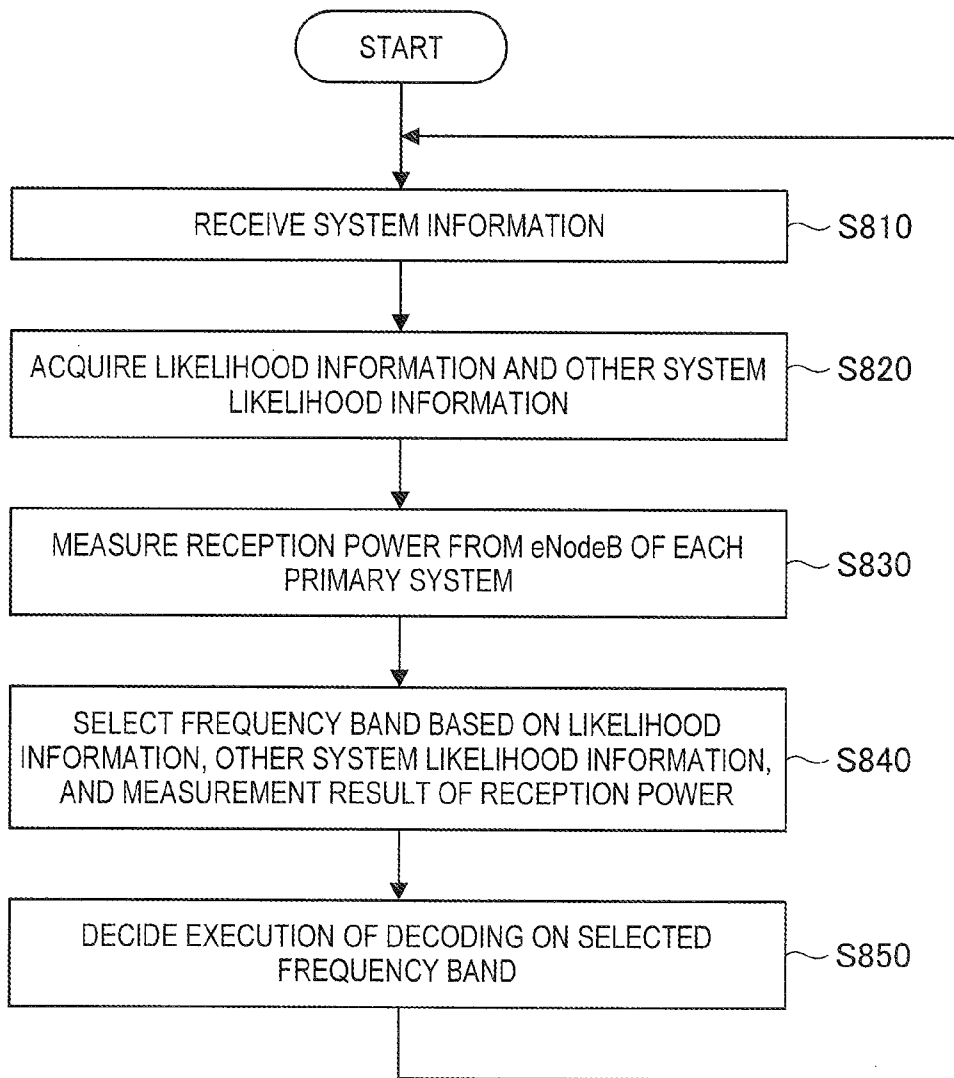 START
RECEIVE SYSTEM INFORMATION
S810
ACQUIRE LIKELIHOOD INFORMATION AND OTHER SYSTEM
LIKELIHOOD INFORMATION
S820
MEASURE RECEPTION POWER FROM eNodeB OF EACH
PRIMARY SYSTEM
S830
SELECT FREQUENCY BAND BASED ON LIKELIHOOD
INFORMATION, OTHER SYSTEM LIKELIHOOD INFORMATION,
AND MEASUREMENT RESULT OF RECEPTION POWER
S840
DECIDE EXECUTION OF DECODING ON SELECTED
FREQUENCY BAND
S850